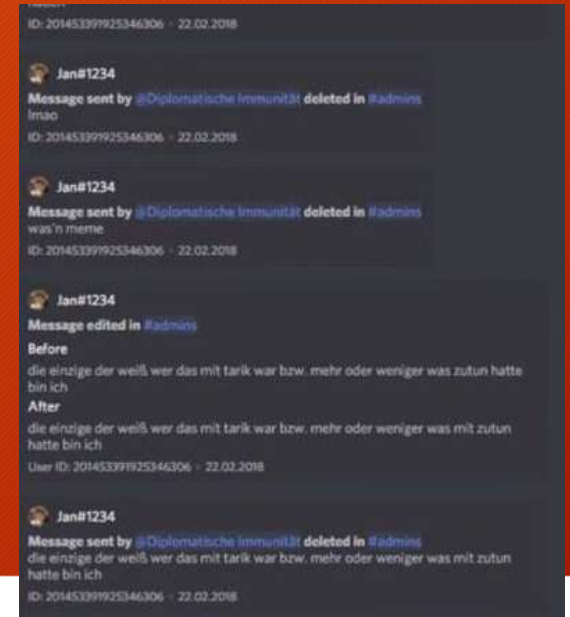 ID: 201453391925346306 · 22.02.2018
Jan#1234
Message sent by @Diplomatische Immunität deleted in #admins
lmao
ID: 201453391925346306 · 22.02.2018
Jan#1234
Message sent by @Diplomatische Immunität deleted in #admins
was'n meme
ID: 201453391925346306 · 22.02.2018
Jan#1234
Message edited in #admins
Before
die einzige der weiß wer das mit tarik war bzw. mehr oder weniger was zutun hatte
bin ich
After
die einzige der weiß wer das mit tarik war bzw. mehr oder weniger was mit zutun
hatte bin ich
User ID: 201453391925346306 · 22.02.2018
Jan#1234
Message sent by @Diplomatische Immunität deleted in #admins
die einzige der weiß wer das mit tarik war bzw. mehr oder weniger was mit zutun
hatte bin ich
ID: 201453391925346306 · 22.02.2018